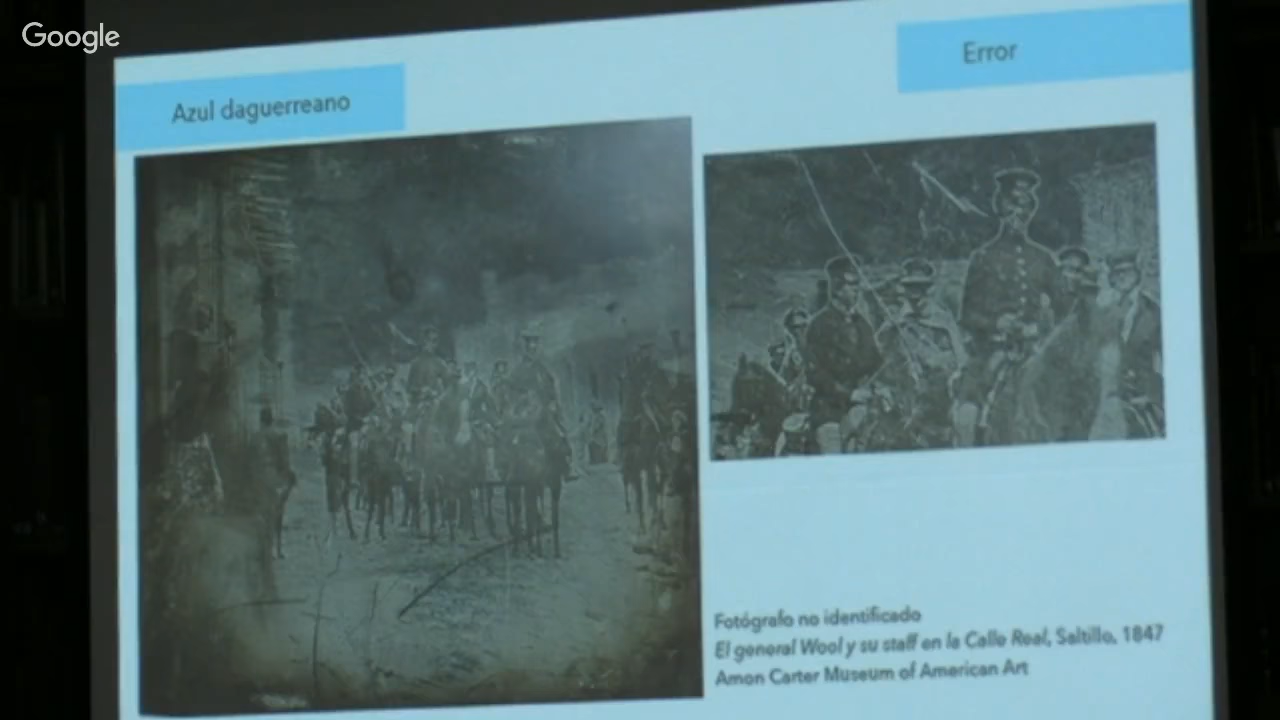 Google
Azul daguerreano
Error
Fotógrafo no identificado
El general Wool y su staff en la Calle Real, Saltillo, 1847
Amon Carter Museum of American Art